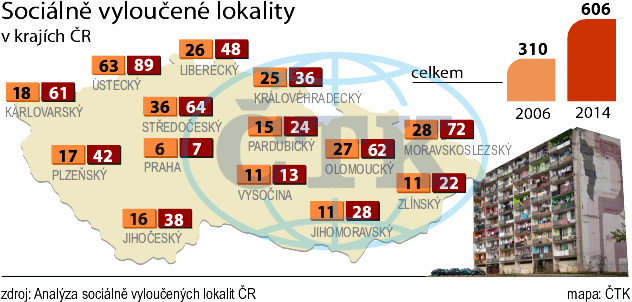 Sociálně vyloučené lokality
v krajích ČR
celkem
310
2006
606
2014
26 48
LIBERECKÝ
63 89
ÚSTECKÝ
25 36
KRÁLOVÉHRADECKÝ
18 61
KARLOVARSKÝ
36 64
STŘEDOČESKÝ
15 24
PARDUBICKÝ
28 72
MORAVSKOSLEZSKÝ
17 42
PLZEŇSKÝ
6 7
PRAHA
27 62
OLOMOUCKÝ
11 13
VYSOČINA
11 22
ZLÍNSKÝ
16 38
JIHOČESKÝ
11 28
JIHOMORAVSKÝ
ČTK
zdroj: Analýza sociálně vyloučených lokalit ČR
mapa: ČTK